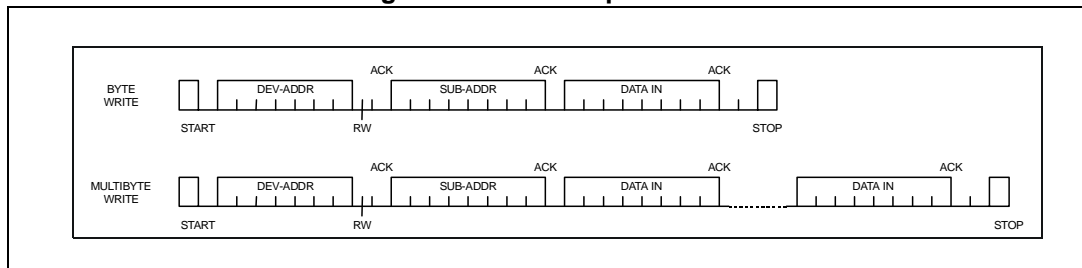 ACK ACK ACK
BYTE WRITE DEV-ADDR SUB-ADDR DATA IN
START RW STOP
ACK ACK ACK ACK
MULTIBYTE WRITE DEV-ADDR SUB-ADDR DATA IN DATA IN
START RW STOP